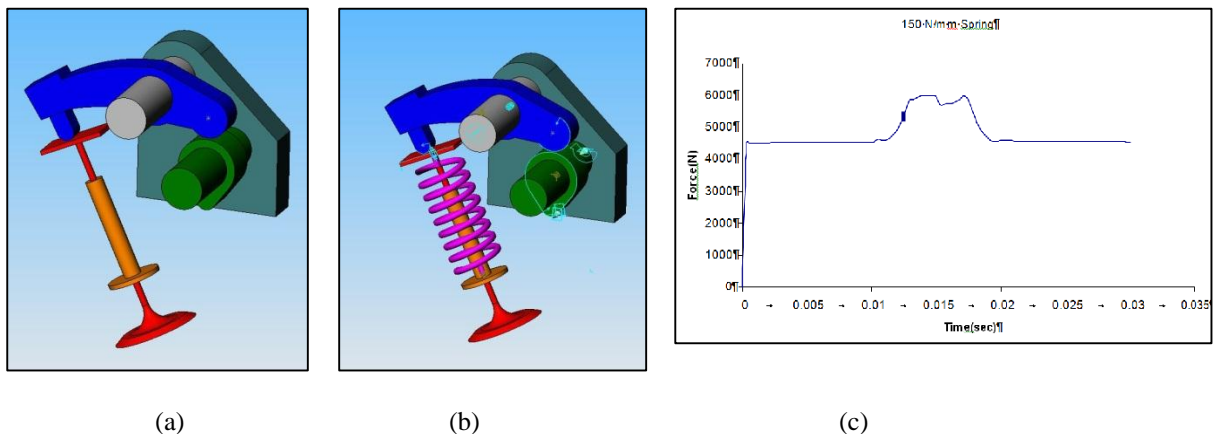 150·N/m·m·Spring¶
7000¶
6000¶
5000¶
4000¶
3000¶
2000¶
1000¶
0¶
Force(N)
0 → 0.005 → 0.01 → 0.015 → 0.02 → 0.025 → 0.03 → 0.035¶
Time(sec)¶
(a) (b) (c)